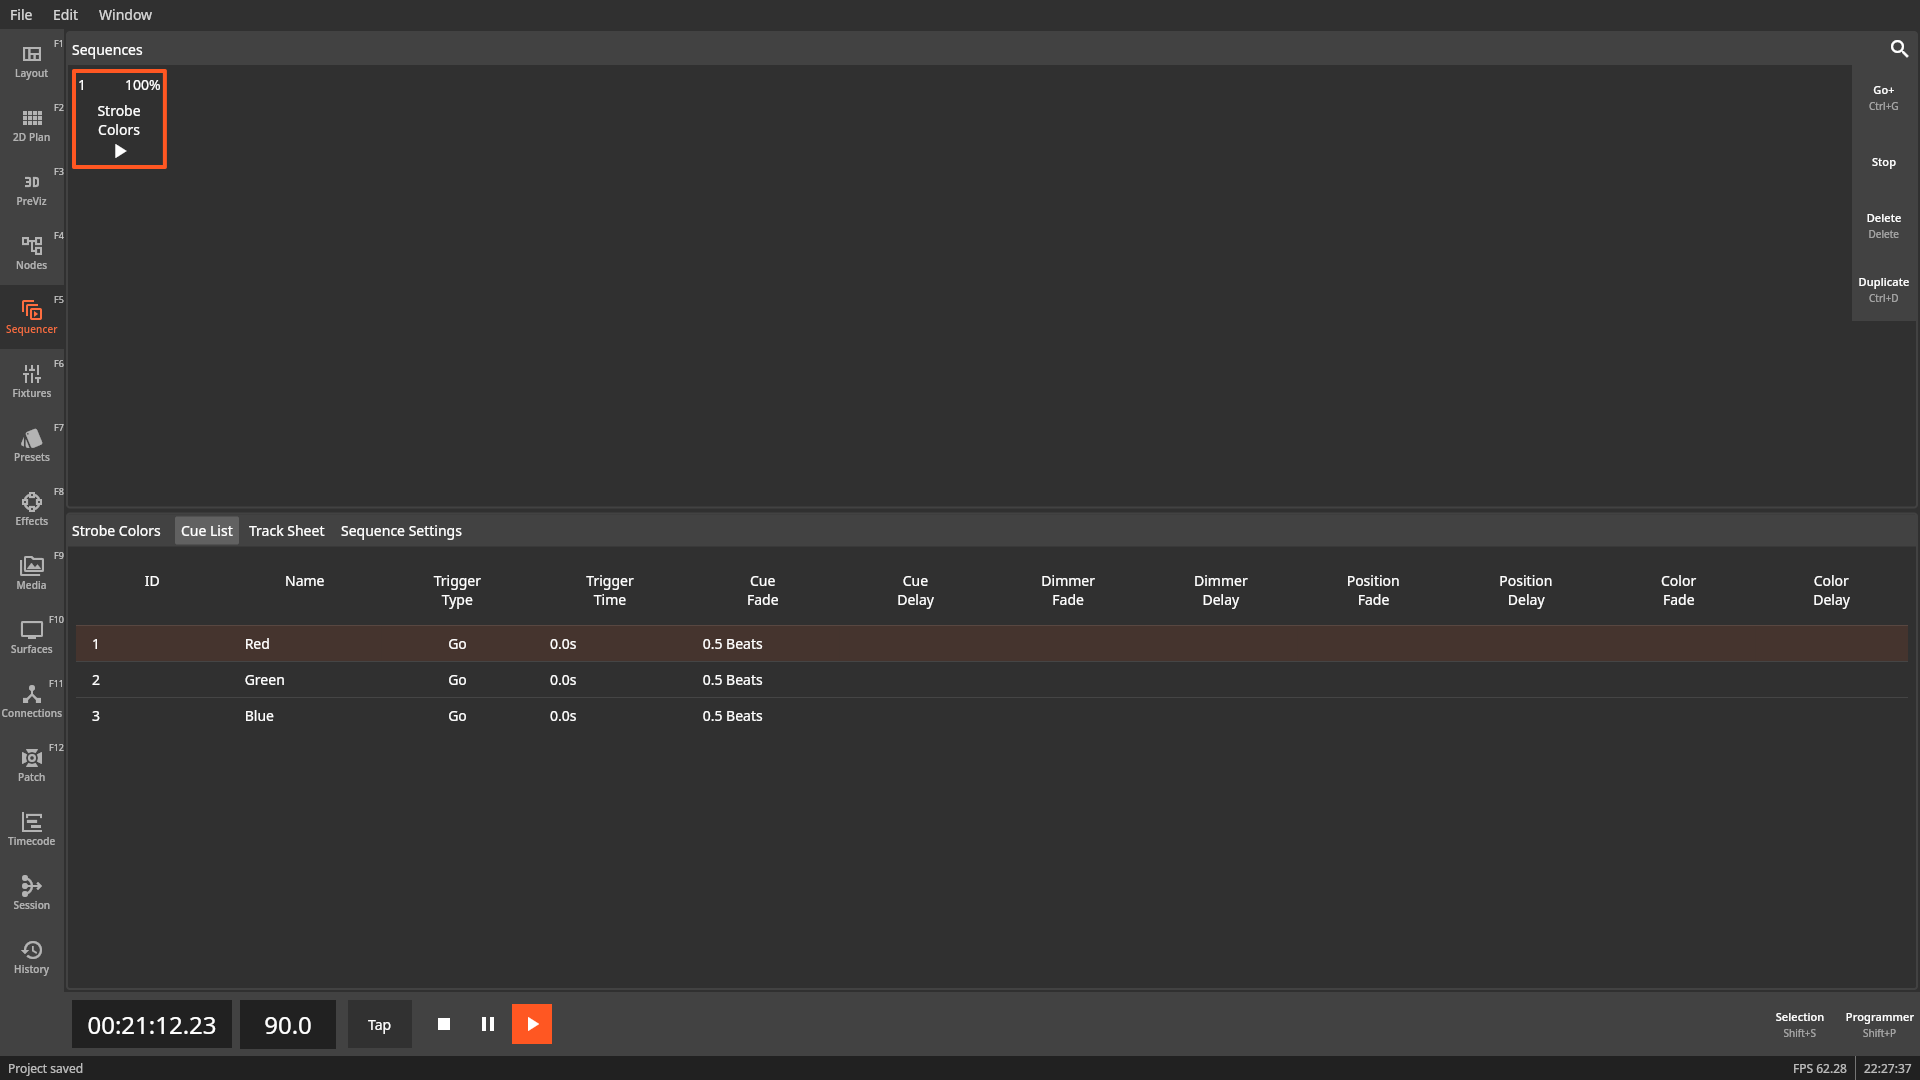 File Edit Window
F1
Layout
F2
2D Plan
F3
3D
PreViz
F4
Nodes
F5
Sequencer
F6
Fixtures
F7
Presets
F8
Effects
F9
Media
F10
Surfaces
F11
Connections
F12
Patch
Timecode
Session
History
Sequences
1 100%
Strobe
Colors
Go+
Ctrl+G
Stop
Delete
Delete
Duplicate
Ctrl+D
Strobe Colors Cue List Track Sheet Sequence Settings
ID Name Trigger Type Trigger Time Cue Fade Cue Delay Dimmer Fade Dimmer Delay Position Fade Position Delay Color Fade Color Delay
1 Red Go 0.0s 0.5 Beats
2 Green Go 0.0s 0.5 Beats
3 Blue Go 0.0s 0.5 Beats
00:21:12.23 90.0 Tap
Selection
Shift+S
Programmer
Shift+P
Project saved
FPS 62.28 22:27:37